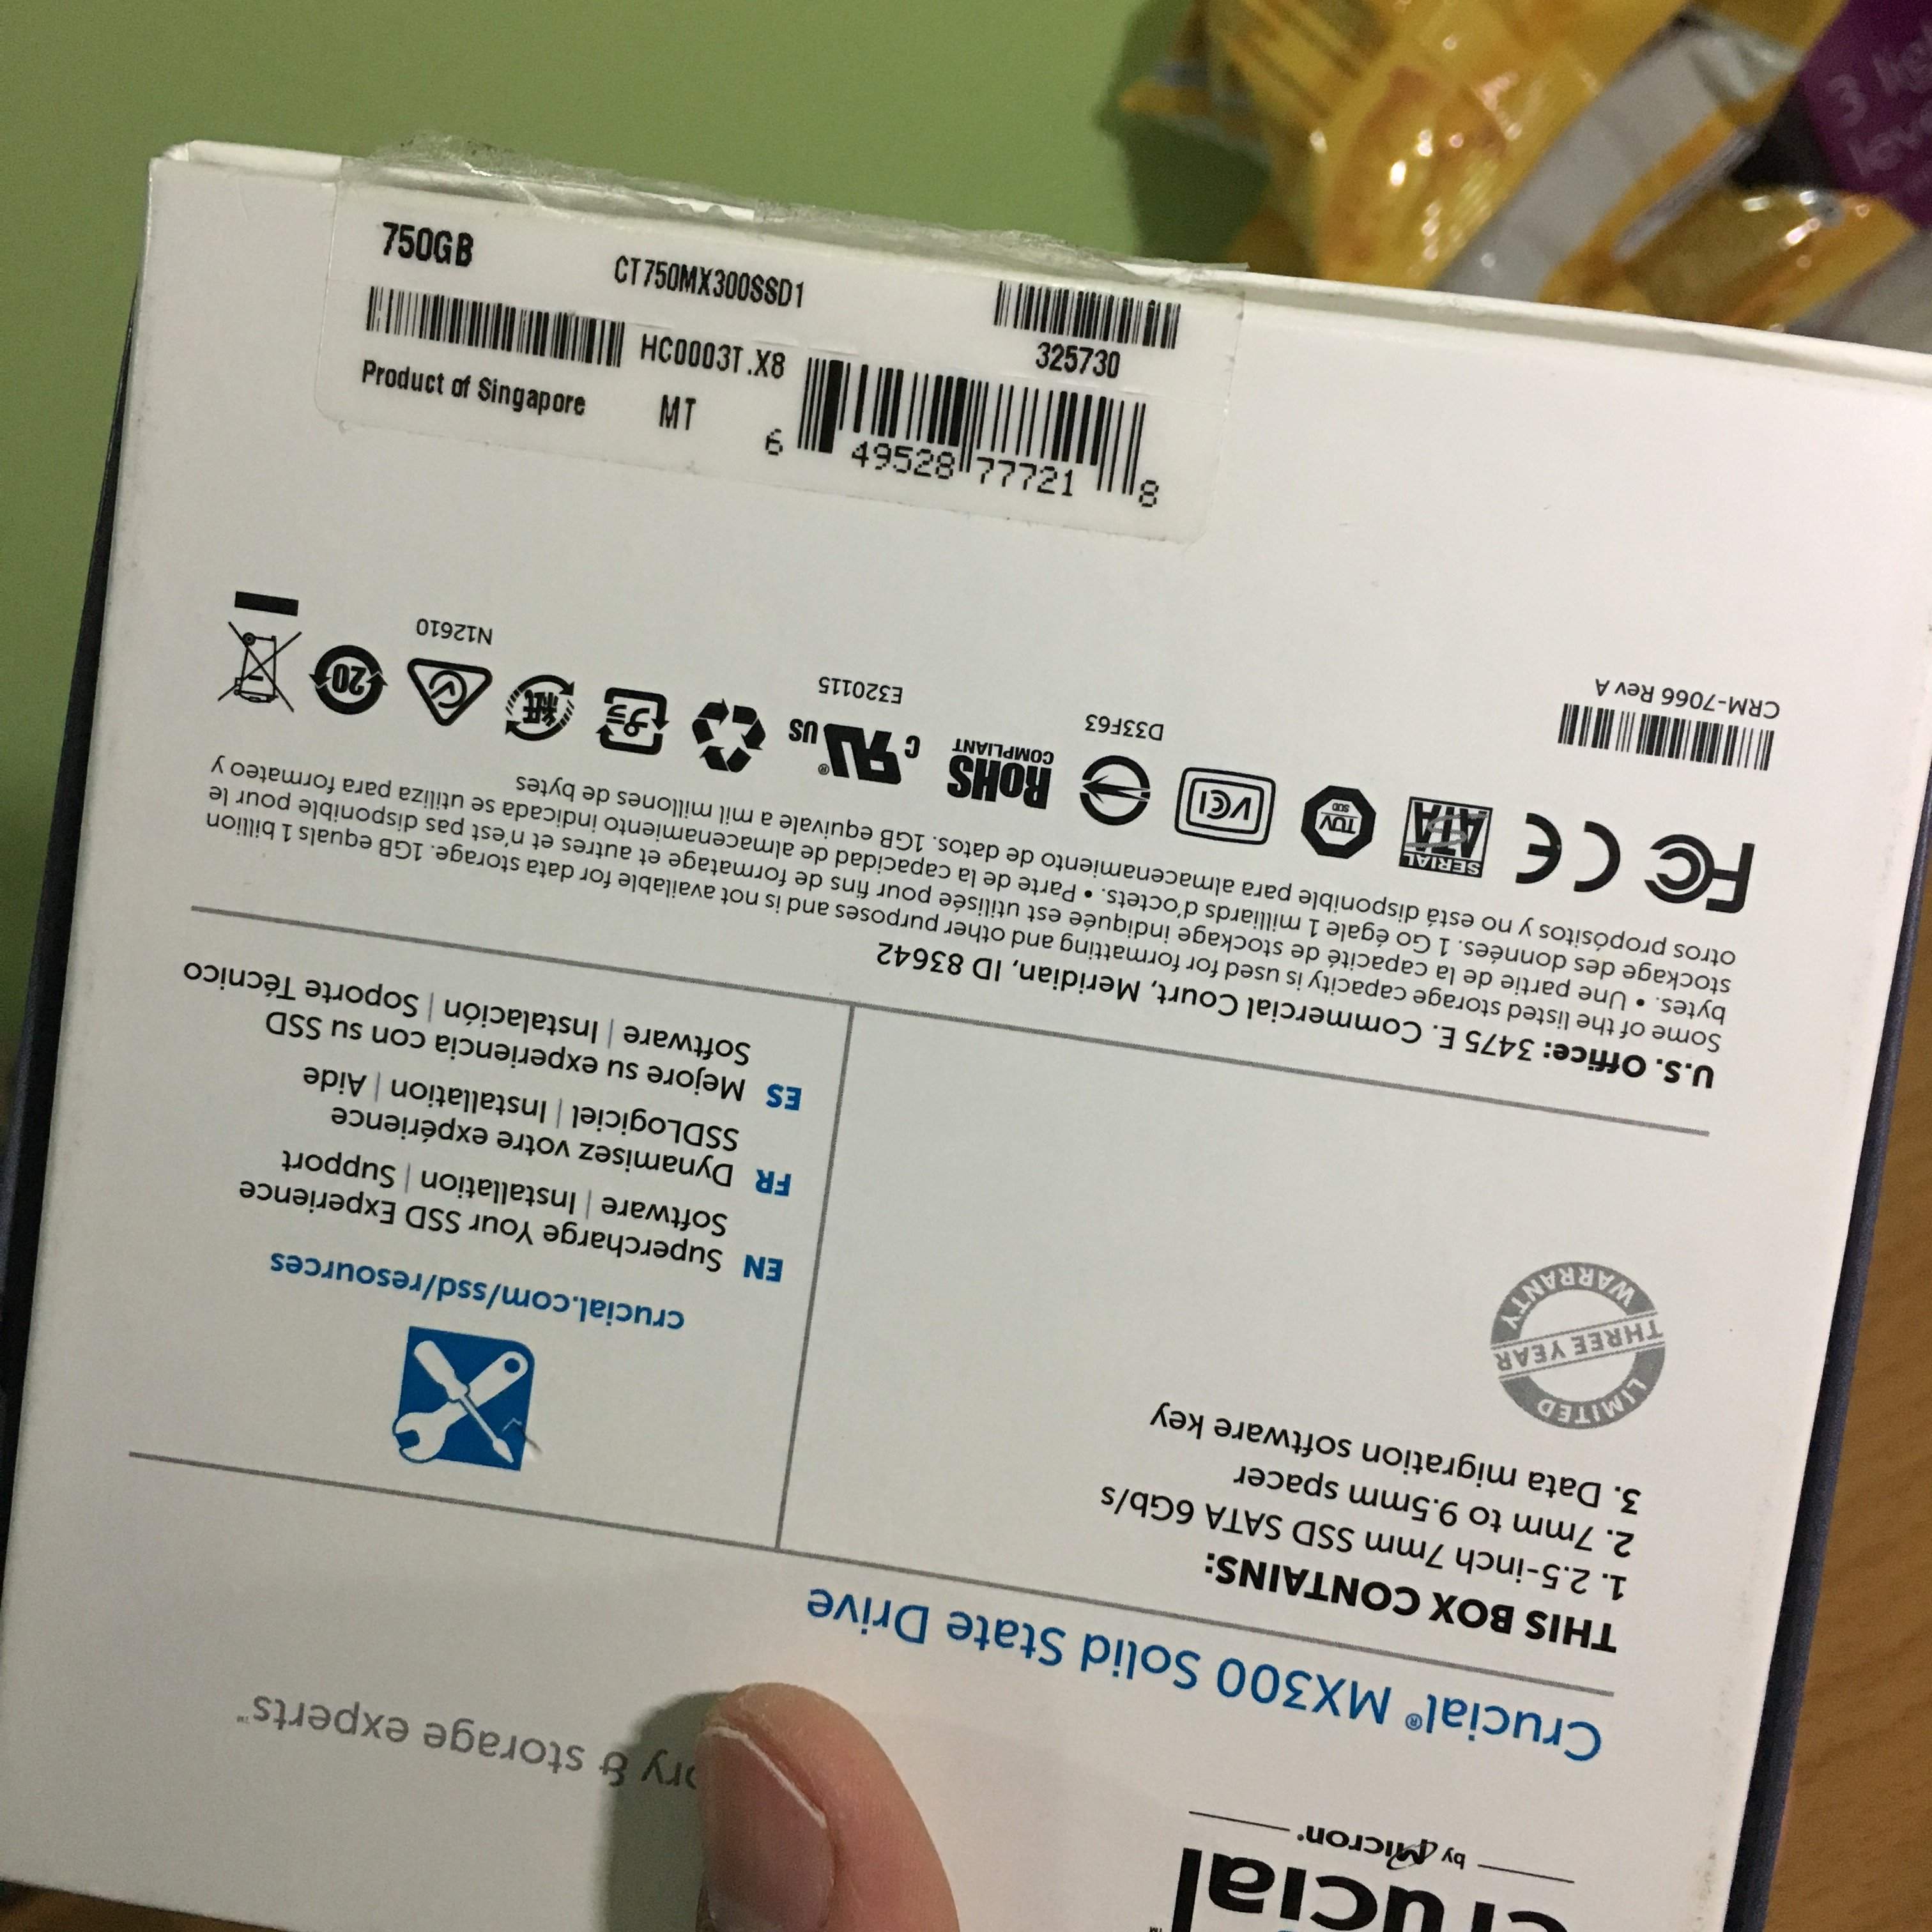 750GB
CT750MX300SSD1
325730
HC0003T.X8
Product of Singapore
MT
6 49528 77721 8
crucial
by Micron®
ry & storage experts™
Crucial® MX300 Solid State Drive
THIS BOX CONTAINS:
1. 2.5-inch 7mm SSD SATA 6Gb/s
2. 7mm to 9.5mm spacer
3. Data migration software key
LIMITED
THREE YEAR
WARRANTY
crucial.com/ssd/resources
EN Supercharge Your SSD Experience
Software | Installation | Support
FR Dynamisez votre expérience
SSDLogiciel | Installation | Aide
ES Mejore su experiencia con su SSD
Software | Instalación | Soporte Técnico
U.S. Office: 3475 E. Commercial Court, Meridian, ID 83642
Some of the listed storage capacity is used for formatting and other purposes and is not available for data storage. 1GB equals 1 billion
bytes. • Une partie de la capacité de stockage indiquée est utilisée pour fins de formatage et autres et n'est pas disponible pour le
stockage des données. 1 Go égale 1 milliards d'octets. • Parte de la capacidad de almacenamiento indicada se utiliza para formateo y
otros propósitos y no está disponible para almacenamiento de datos. 1GB equivale a mil millones de bytes
FC CE
SERIAL
ATA
TÜV
SÜD
VCI
D33F63
RoHS
COMPLIANT
c UR® US
E320115
プラ
紙
N12610
20
CRM-7066 Rev A